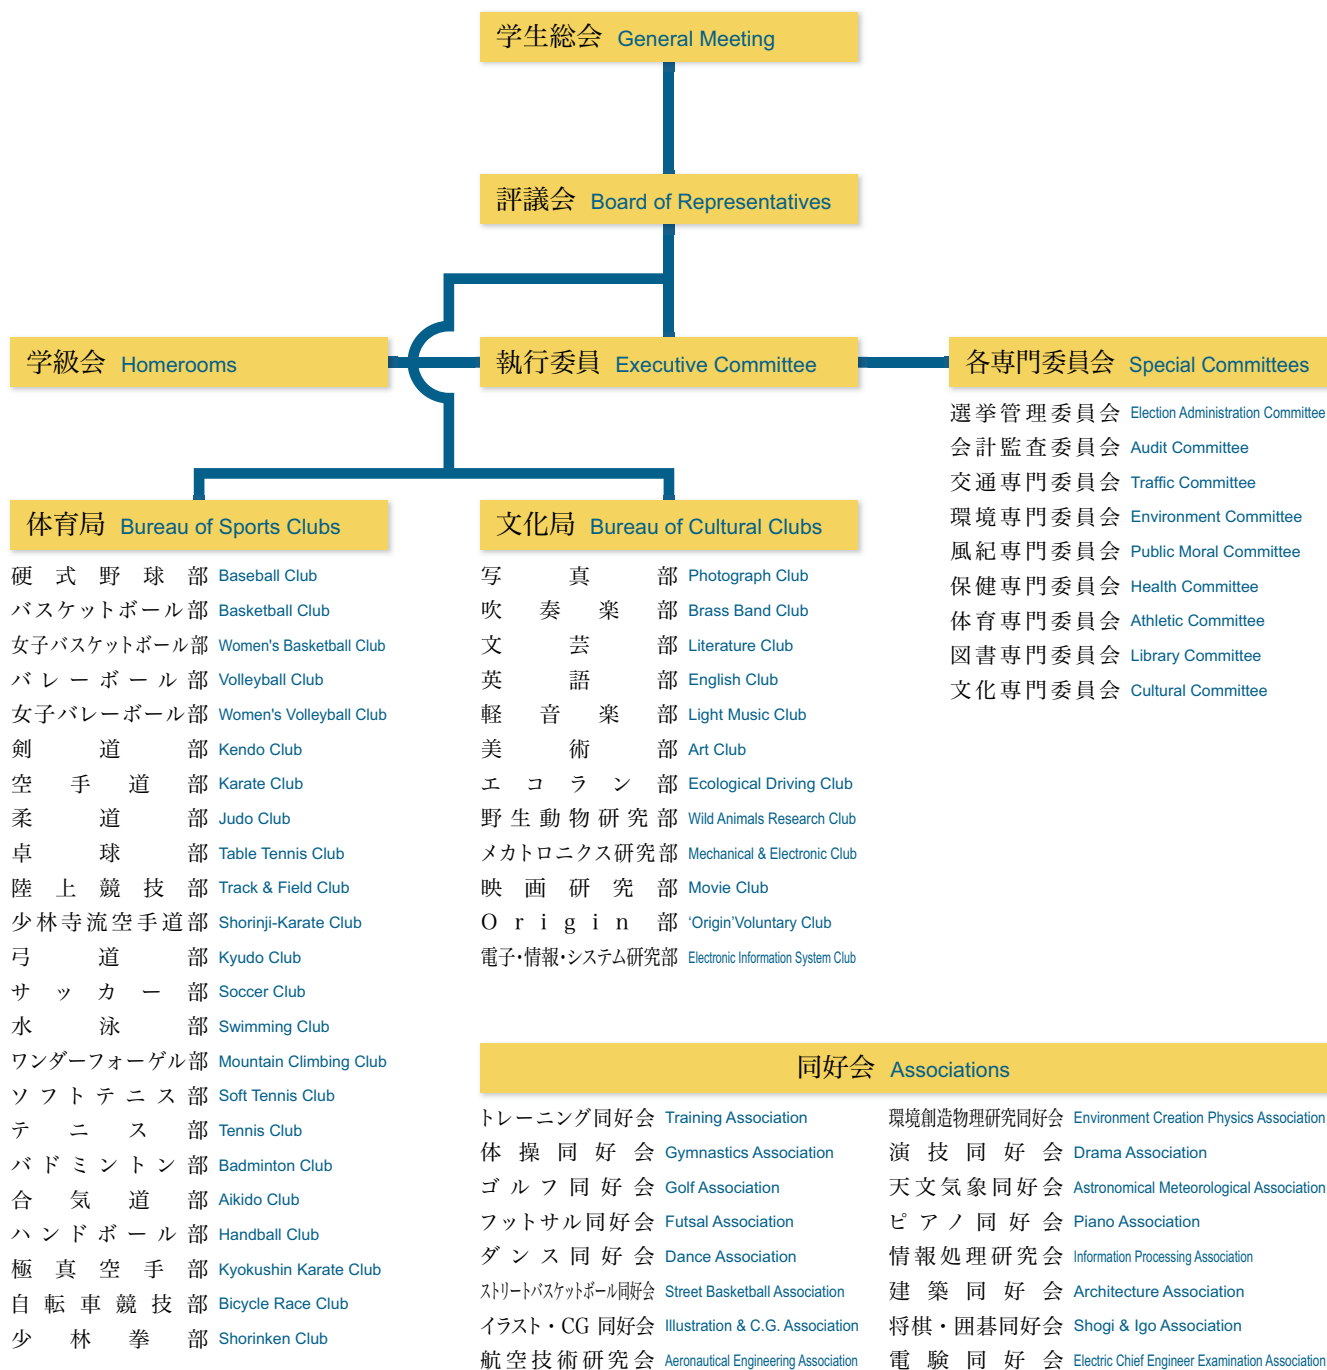 学生総会 General Meeting
評議会 Board of Representatives
学級会 Homerooms
執行委員 Executive Committee
各専門委員会 Special Committees
選挙管理委員会 Election Administration Committee
会計監査委員会 Audit Committee
交通専門委員会 Traffic Committee
環境専門委員会 Environment Committee
風紀専門委員会 Public Moral Committee
保健専門委員会 Health Committee
体育専門委員会 Athletic Committee
図書専門委員会 Library Committee
文化専門委員会 Cultural Committee
体育局 Bureau of Sports Clubs
硬式野球部 Baseball Club
バスケットボール部 Basketball Club
女子バスケットボール部 Women's Basketball Club
バレーボール部 Volleyball Club
女子バレーボール部 Women's Volleyball Club
剣道部 Kendo Club
空手道部 Karate Club
柔道部 Judo Club
卓球部 Table Tennis Club
陸上競技部 Track & Field Club
少林寺流空手道部 Shorinji-Karate Club
弓道部 Kyudo Club
サッカー部 Soccer Club
水泳部 Swimming Club
ワンダーフォーゲル部 Mountain Climbing Club
ソフトテニス部 Soft Tennis Club
テニス部 Tennis Club
バドミントン部 Badminton Club
合気道部 Aikido Club
ハンドボール部 Handball Club
極真空手部 Kyokushin Karate Club
自転車競技部 Bicycle Race Club
少林拳部 Shorinken Club
文化局 Bureau of Cultural Clubs
写真部 Photograph Club
吹奏楽部 Brass Band Club
文芸部 Literature Club
英語部 English Club
軽音楽部 Light Music Club
美術部 Art Club
エコラン部 Ecological Driving Club
野生動物研究部 Wild Animals Research Club
メカトロニクス研究部 Mechanical & Electronic Club
映画研究部 Movie Club
Origin部 ‘Origin’Voluntary Club
電子・情報・システム研究部 Electronic Information System Club
同好会 Associations
トレーニング同好会 Training Association
体操同好会 Gymnastics Association
ゴルフ同好会 Golf Association
フットサル同好会 Futsal Association
ダンス同好会 Dance Association
ストリートバスケットボール同好会 Street Basketball Association
イラスト・CG 同好会 Illustration & C.G. Association
航空技術研究会 Aeronautical Engineering Association
環境創造物理研究同好会 Environment Creation Physics Association
演技同好会 Drama Association
天文気象同好会 Astronomical Meteorological Association
ピアノ同好会 Piano Association
情報処理研究会 Information Processing Association
建築同好会 Architecture Association
将棋・囲碁同好会 Shogi & Igo Association
電験同好会 Electric Chief Engineer Examination Association